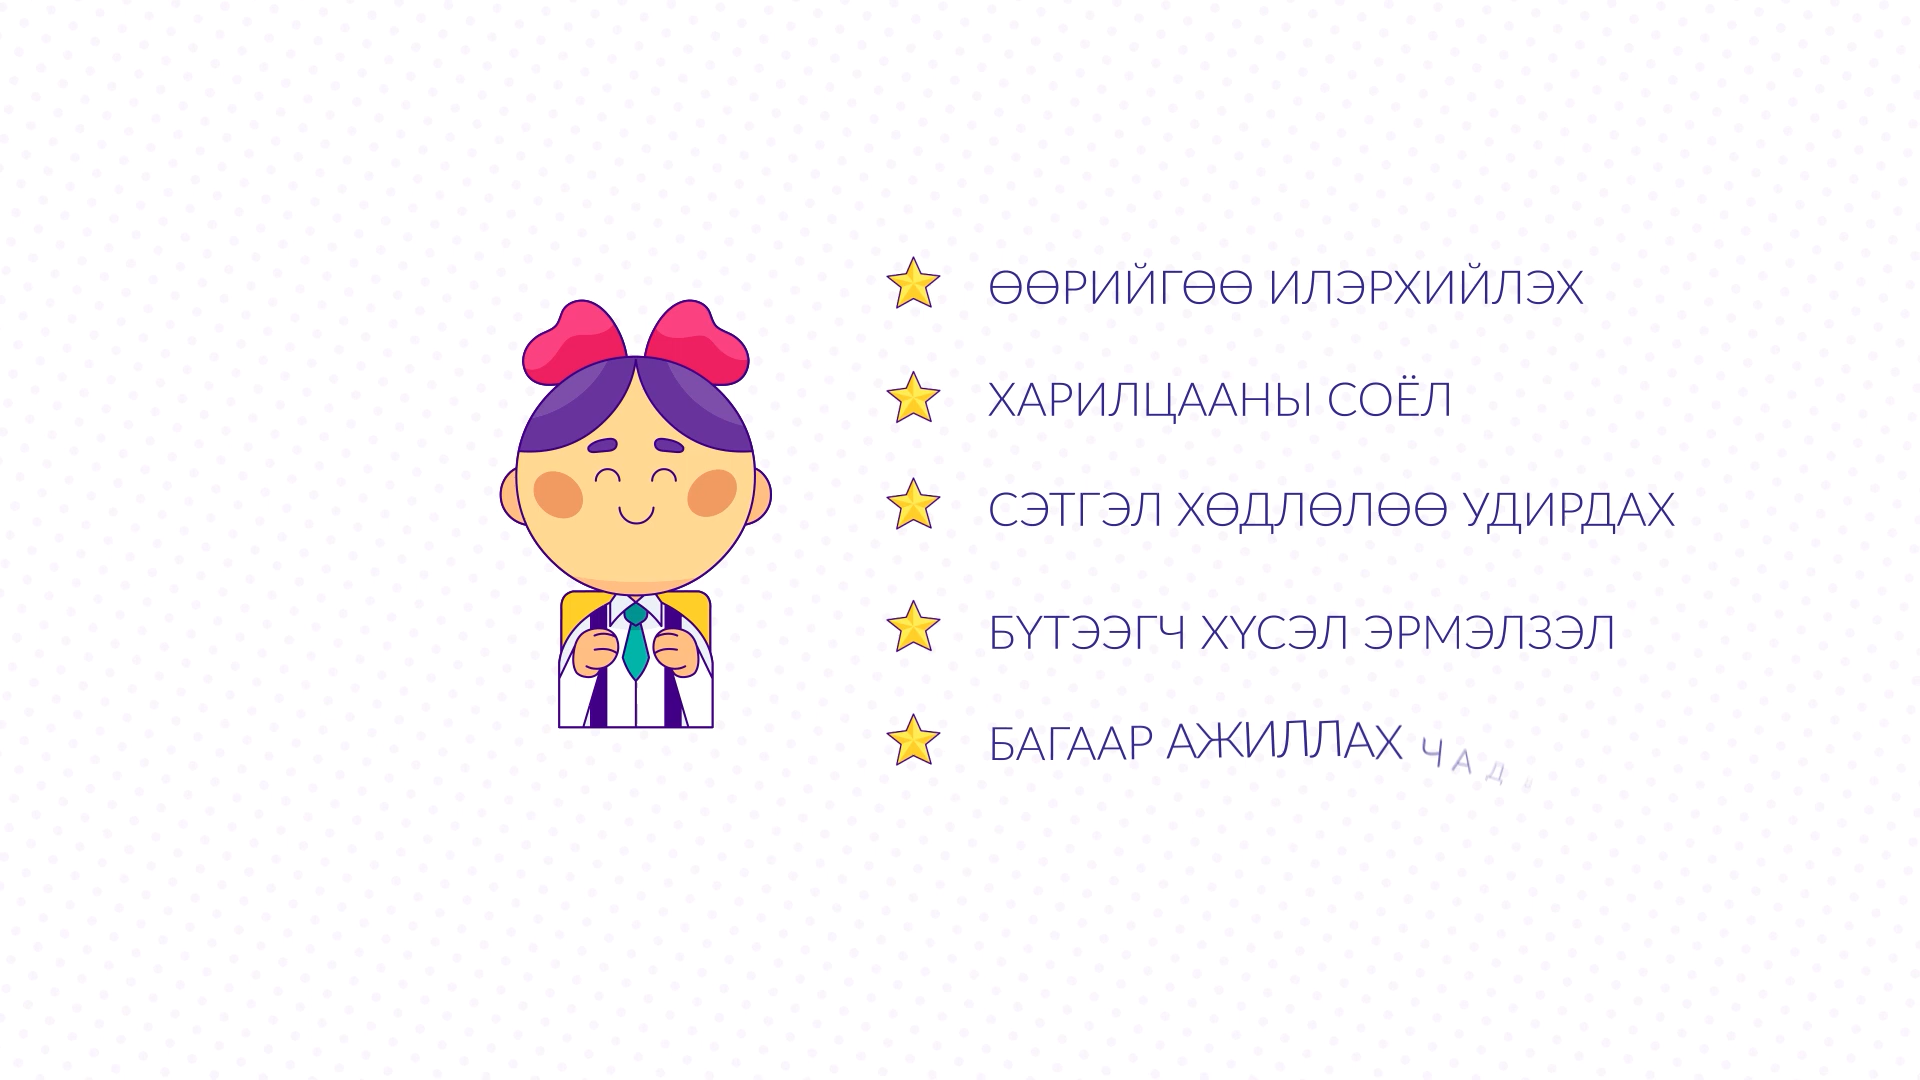 ӨӨРИЙГӨӨ ИЛЭРХИЙЛЭХ
ХАРИЛЦААНЫ СОЁЛ
СЭТГЭЛ ХӨДЛӨЛӨӨ УДИРДАХ
БҮТЭЭГЧ ХҮСЭЛ ЭРМЭЛЗЭЛ
БАГААР АЖИЛЛАХ